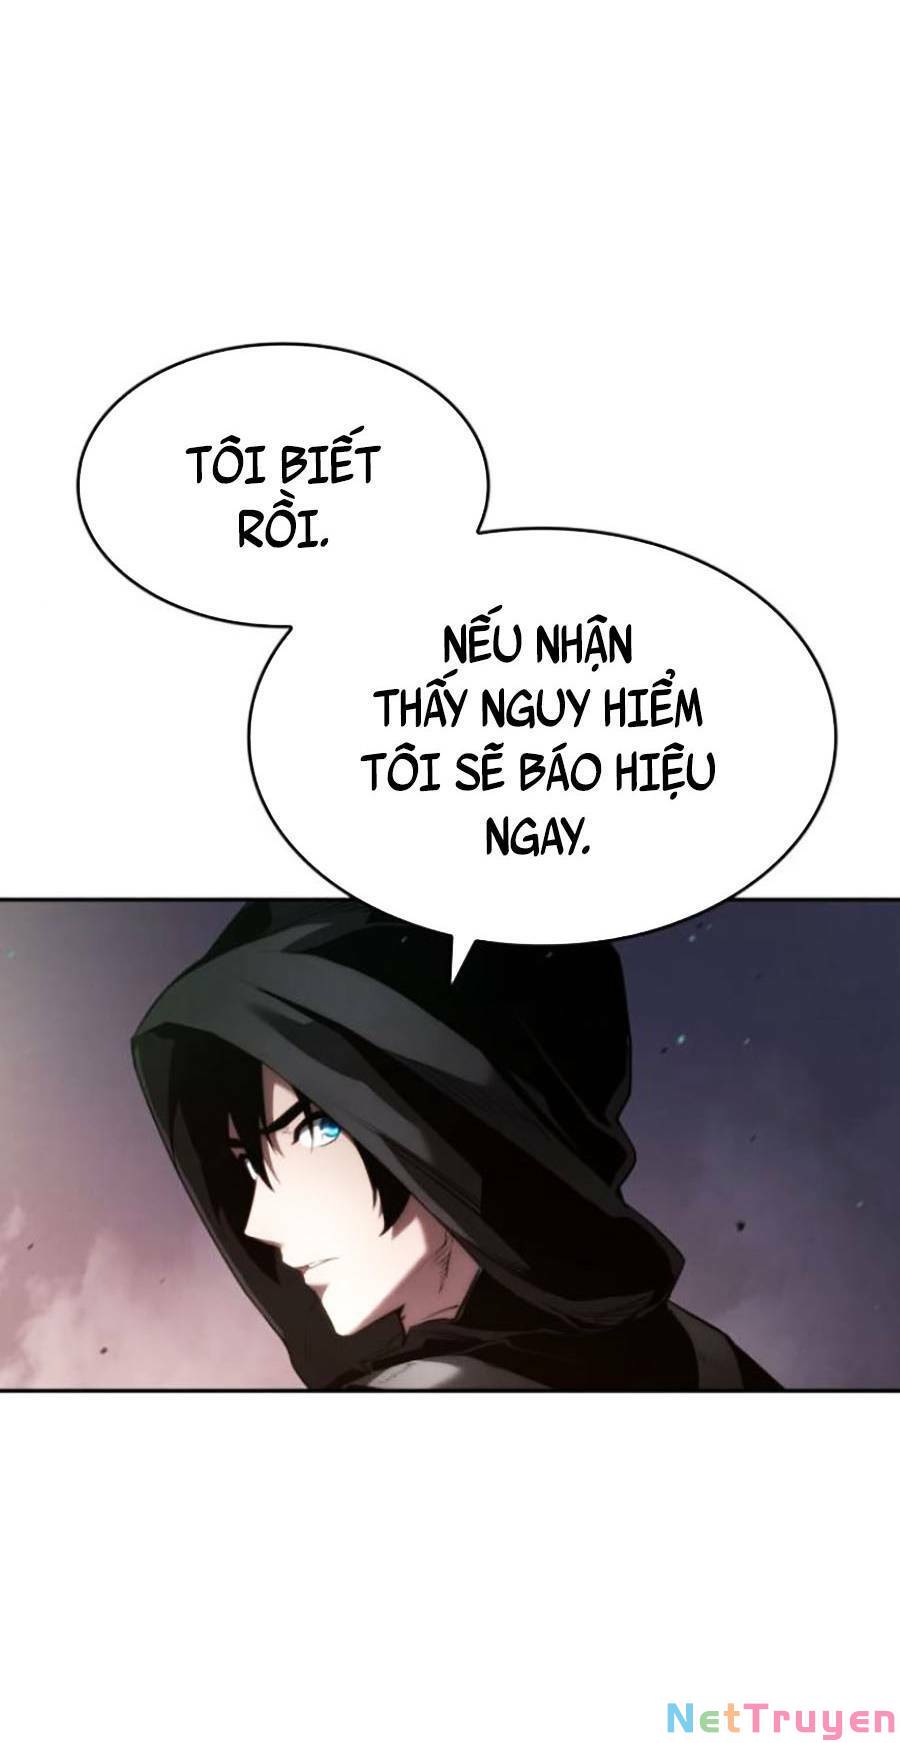 TÔI BIẾT
RỒI.
NẾU NHẬN
THẤY NGUY HIỂM
TÔI SẼ BÁO HIỆU
NGAY.
NetTruyen